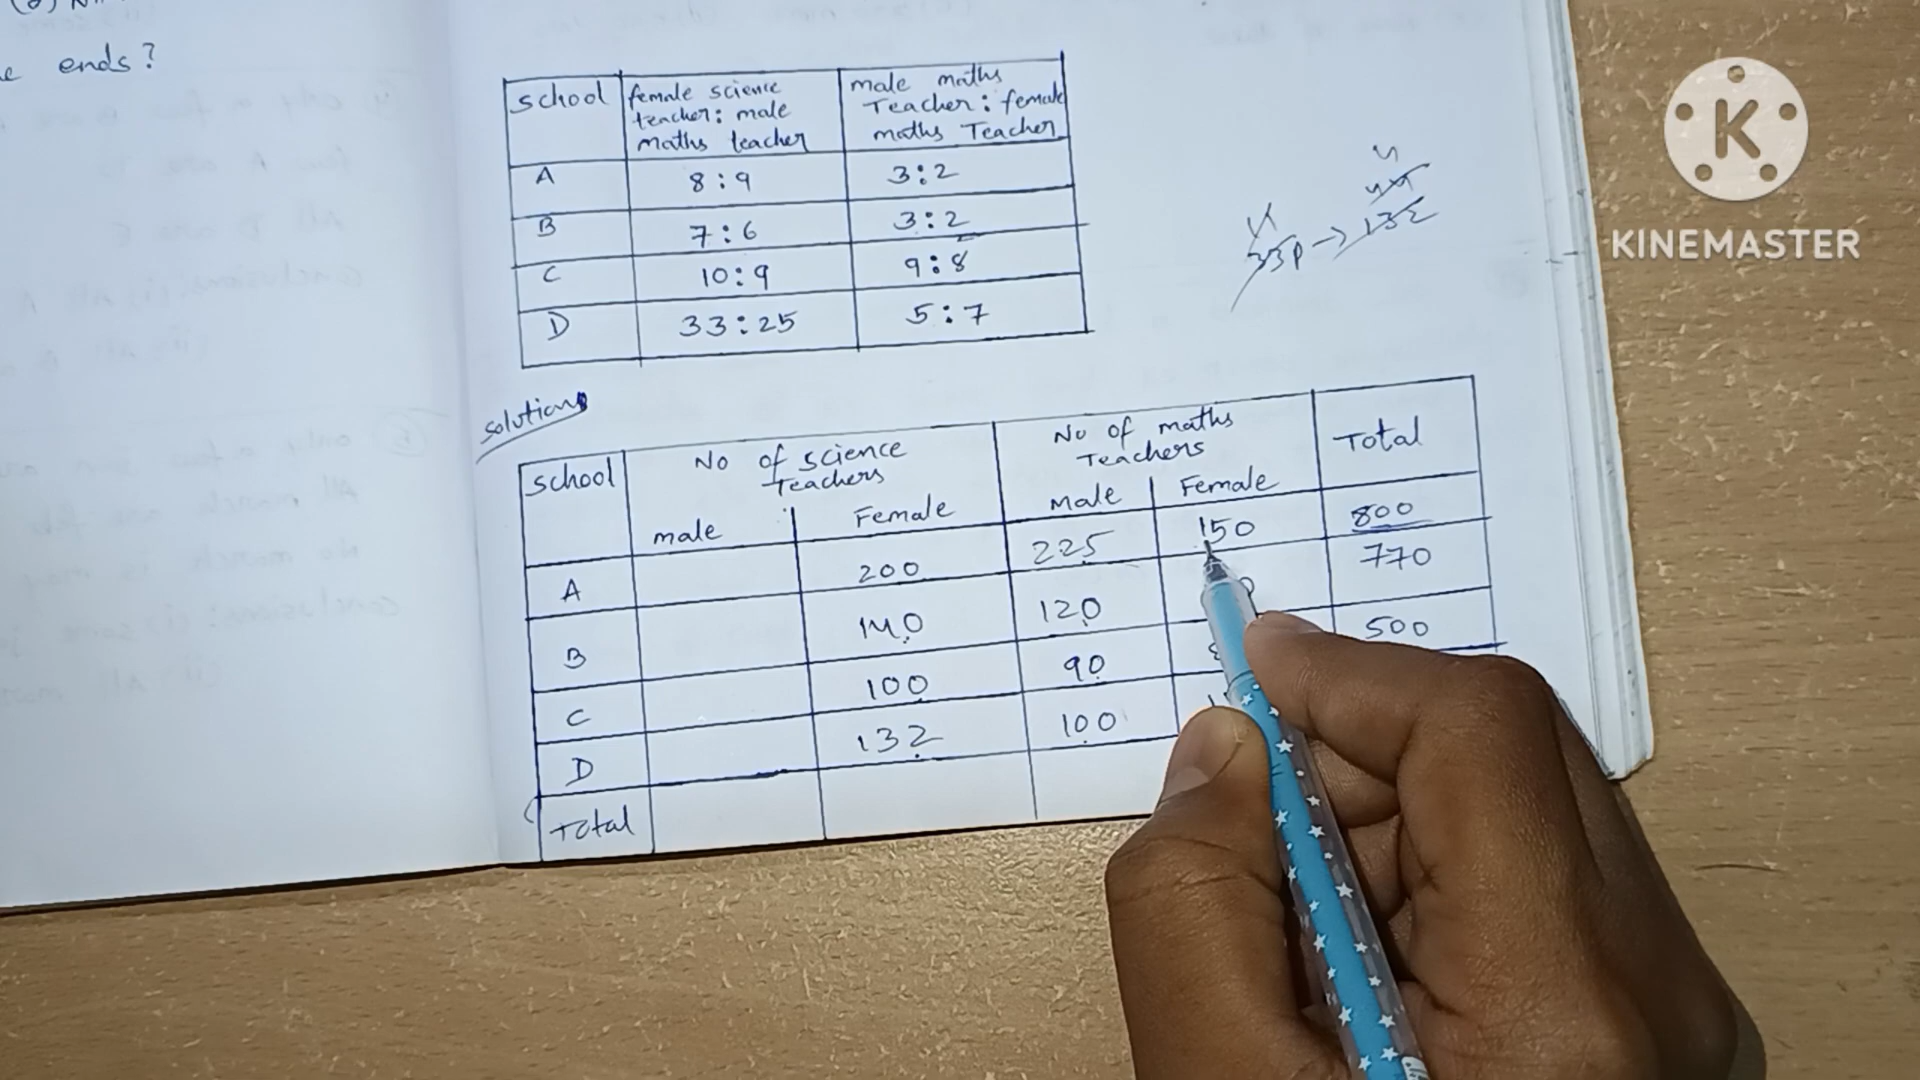 ends?
School
female science
teacher: male
maths teacher
male maths
Teacher: female
maths Teacher
A
8:9
3:2
B
7:6
3:2
C
10:9
9:8
D
33:25
5:7
33p → 132
KINEMASTER
Solution
School
No of science
Teachers
No of maths
Teachers
Total
male
Female
Male
Female
A
200
225
150
800
B
140
120
770
C
100
90
500
D
132
100
Total